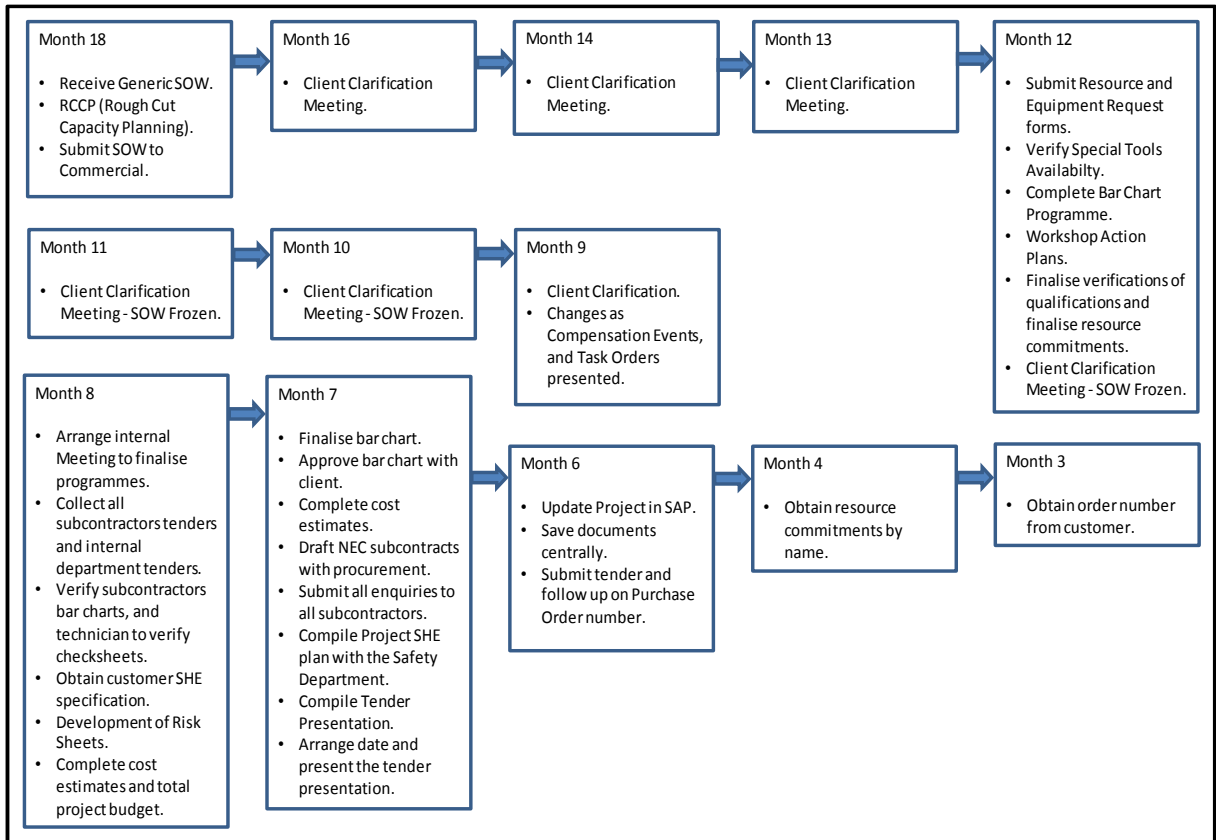 Month 18
• Receive Generic SOW.
• RCCP (Rough Cut
Capacity Planning).
• Submit SOW to
Commercial.
Month 16
• Client Clarification
Meeting.
Month 14
• Client Clarification
Meeting.
Month 13
• Client Clarification
Meeting.
Month 12
• Submit Resource and
Equipment Request
forms.
• Verify Special Tools
Availabilty.
• Complete Bar Chart
Programme.
• Workshop Action
Plans.
• Finalise verifications of
qualifications and
finalise resource
commitments.
• Client Clarification
Meeting - SOW Frozen.
Month 11
• Client Clarification
Meeting - SOW Frozen.
Month 10
• Client Clarification
Meeting - SOW Frozen.
Month 9
• Client Clarification.
• Changes as
Compensation Events,
and Task Orders
presented.
Month 8
• Arrange internal
Meeting to finalise
programmes.
• Collect all
subcontractors tenders
and internal
department tenders.
• Verify subcontractors
bar charts, and
technician to verify
checksheets.
• Obtain customer SHE
specification.
• Development of Risk
Sheets.
• Complete cost
estimates and total
project budget.
Month 7
• Finalise bar chart.
• Approve bar chart with
client.
• Complete cost
estimates.
• Draft NEC subcontracts
with procurement.
• Submit all enquiries to
all subcontractors.
• Compile Project SHE
plan with the Safety
Department.
• Compile Tender
Presentation.
• Arrange date and
present the tender
presentation.
Month 6
• Update Project in SAP.
• Save documents
centrally.
• Submit tender and
follow up on Purchase
Order number.
Month 4
• Obtain resource
commitments by
name.
Month 3
• Obtain order number
from customer.